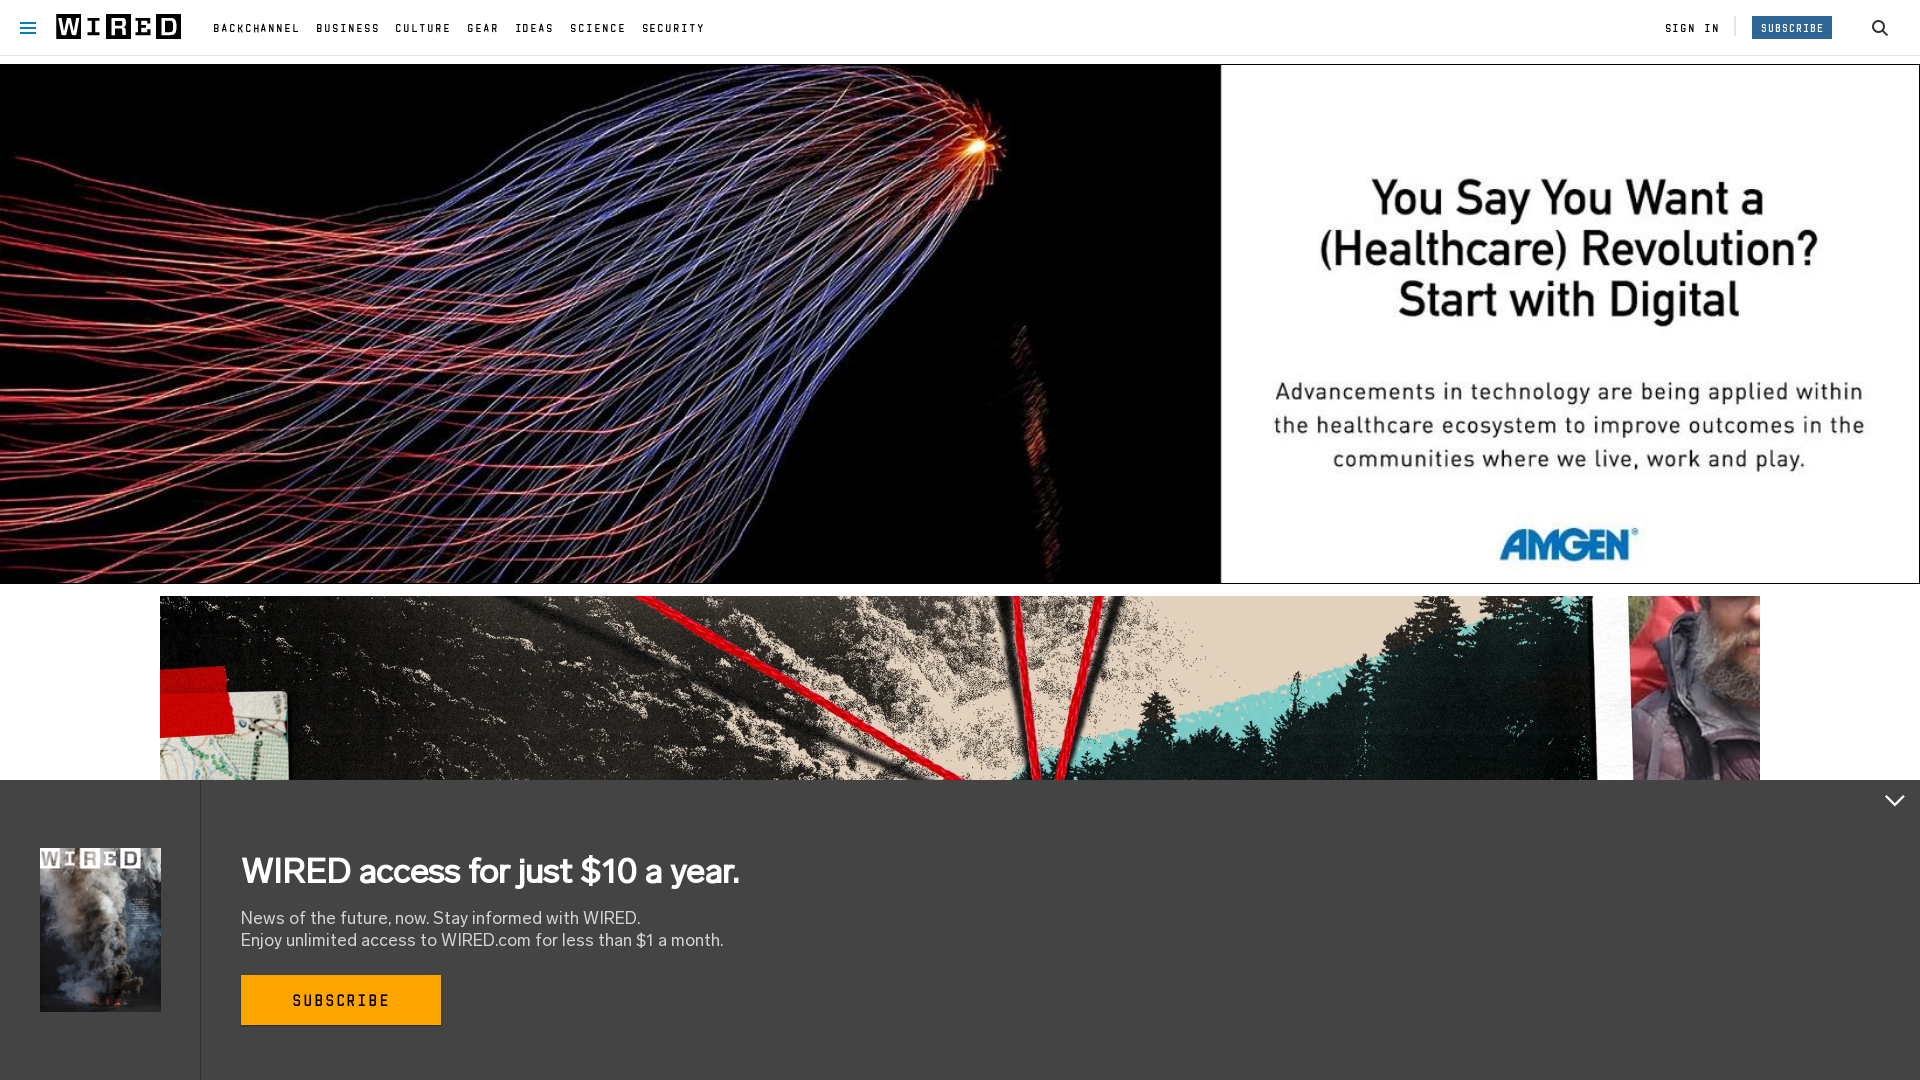 WIRED
BACKCHANNEL BUSINESS CULTURE GEAR IDEAS SCIENCE SECURITY
SIGN IN
SUBSCRIBE
You Say You Want a
(Healthcare) Revolution?
Start with Digital
Advancements in technology are being applied within
the healthcare ecosystem to improve outcomes in the
communities where we live, work and play.
AMGEN®
WIRED
WIRED access for just $10 a year.
News of the future, now. Stay informed with WIRED.
Enjoy unlimited access to WIRED.com for less than $1 a month.
SUBSCRIBE